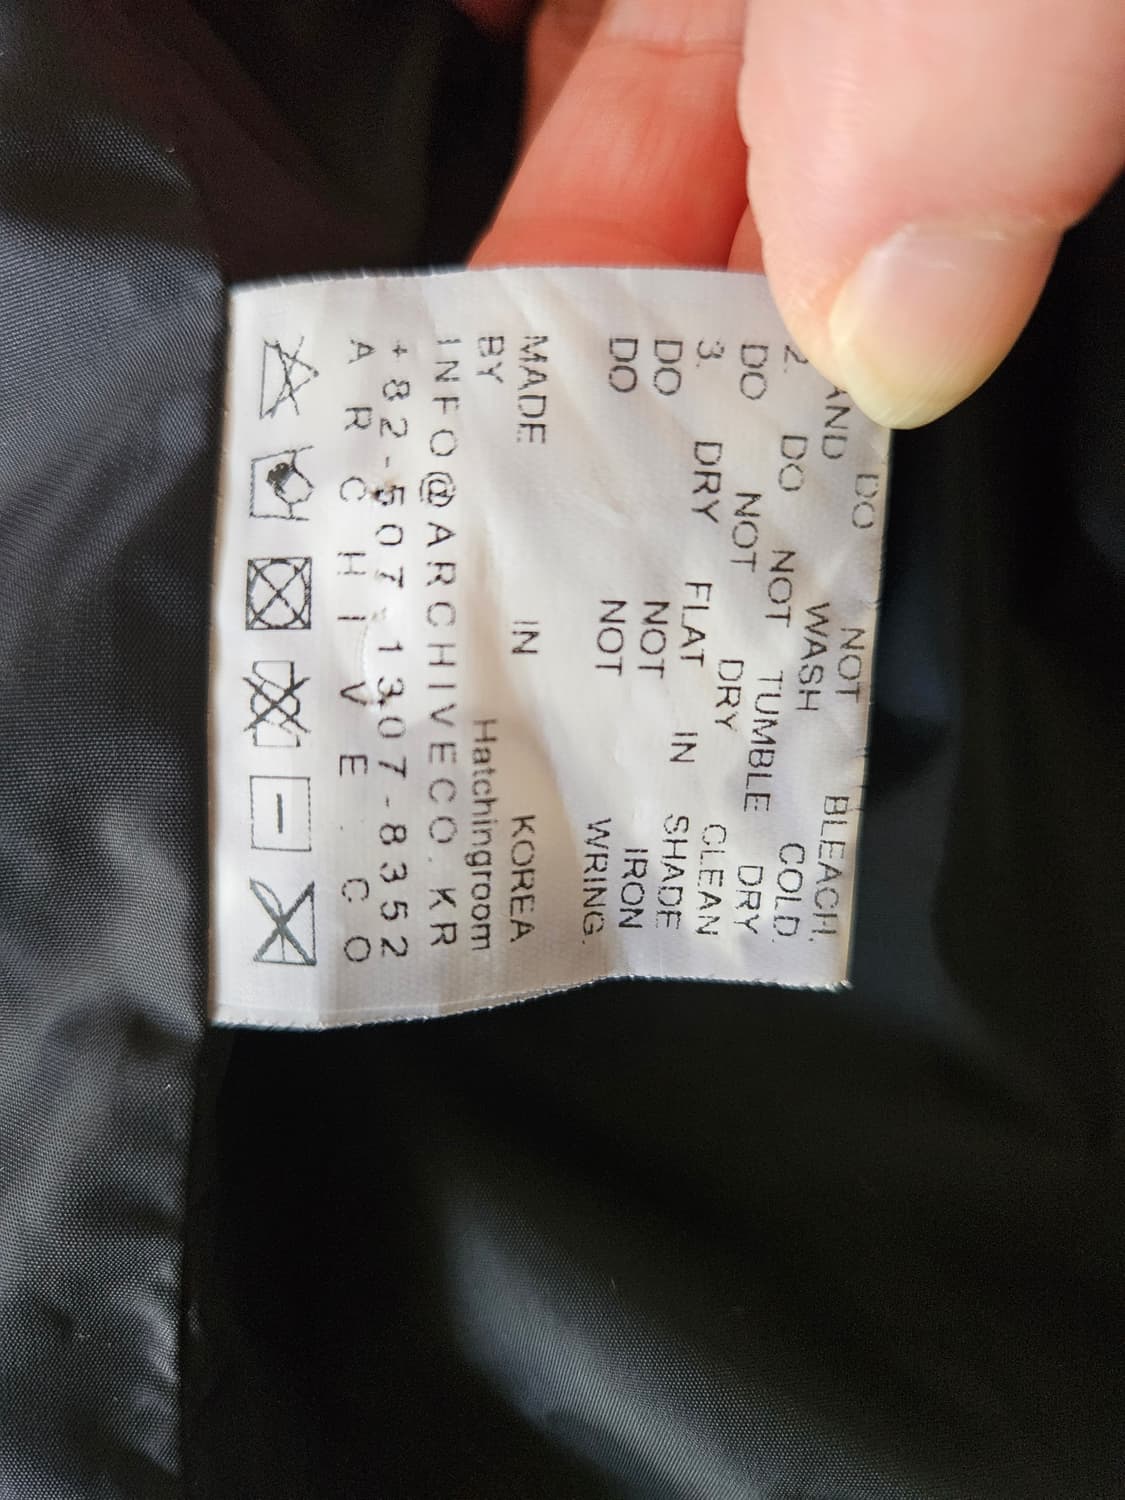 DO NOT BLEACH.
AND WASH COLD.
2. DO NOT TUMBLE DRY
DO NOT DRY CLEAN
3. DRY FLAT IN SHADE
DO NOT IRON
DO NOT WRING.
MADE IN KOREA
BY Hatchingroom
INFO@ARCHIVECO.KR
+82-507-1307-8352
ARCHIVE.CO